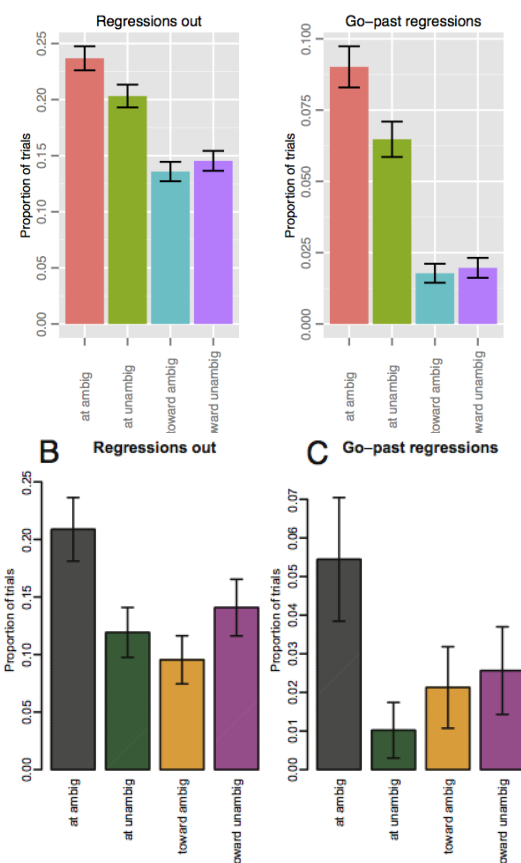 Regressions out
Proportion of trials
0.00
0.05
0.10
0.15
0.20
0.25
at ambig
at unambig
toward ambig
ward unambig
Go–past regressions
Proportion of trials
0.000
0.025
0.050
0.075
0.100
at ambig
at unambig
toward ambig
ward unambig
B
Regressions out
Proportion of trials
0.00
0.05
0.10
0.15
0.20
0.25
at ambig
at unambig
toward ambig
toward unambig
C
Go–past regressions
Proportion of trials
0.00
0.01
0.02
0.03
0.04
0.05
0.06
0.07
at ambig
at unambig
toward ambig
toward unambig